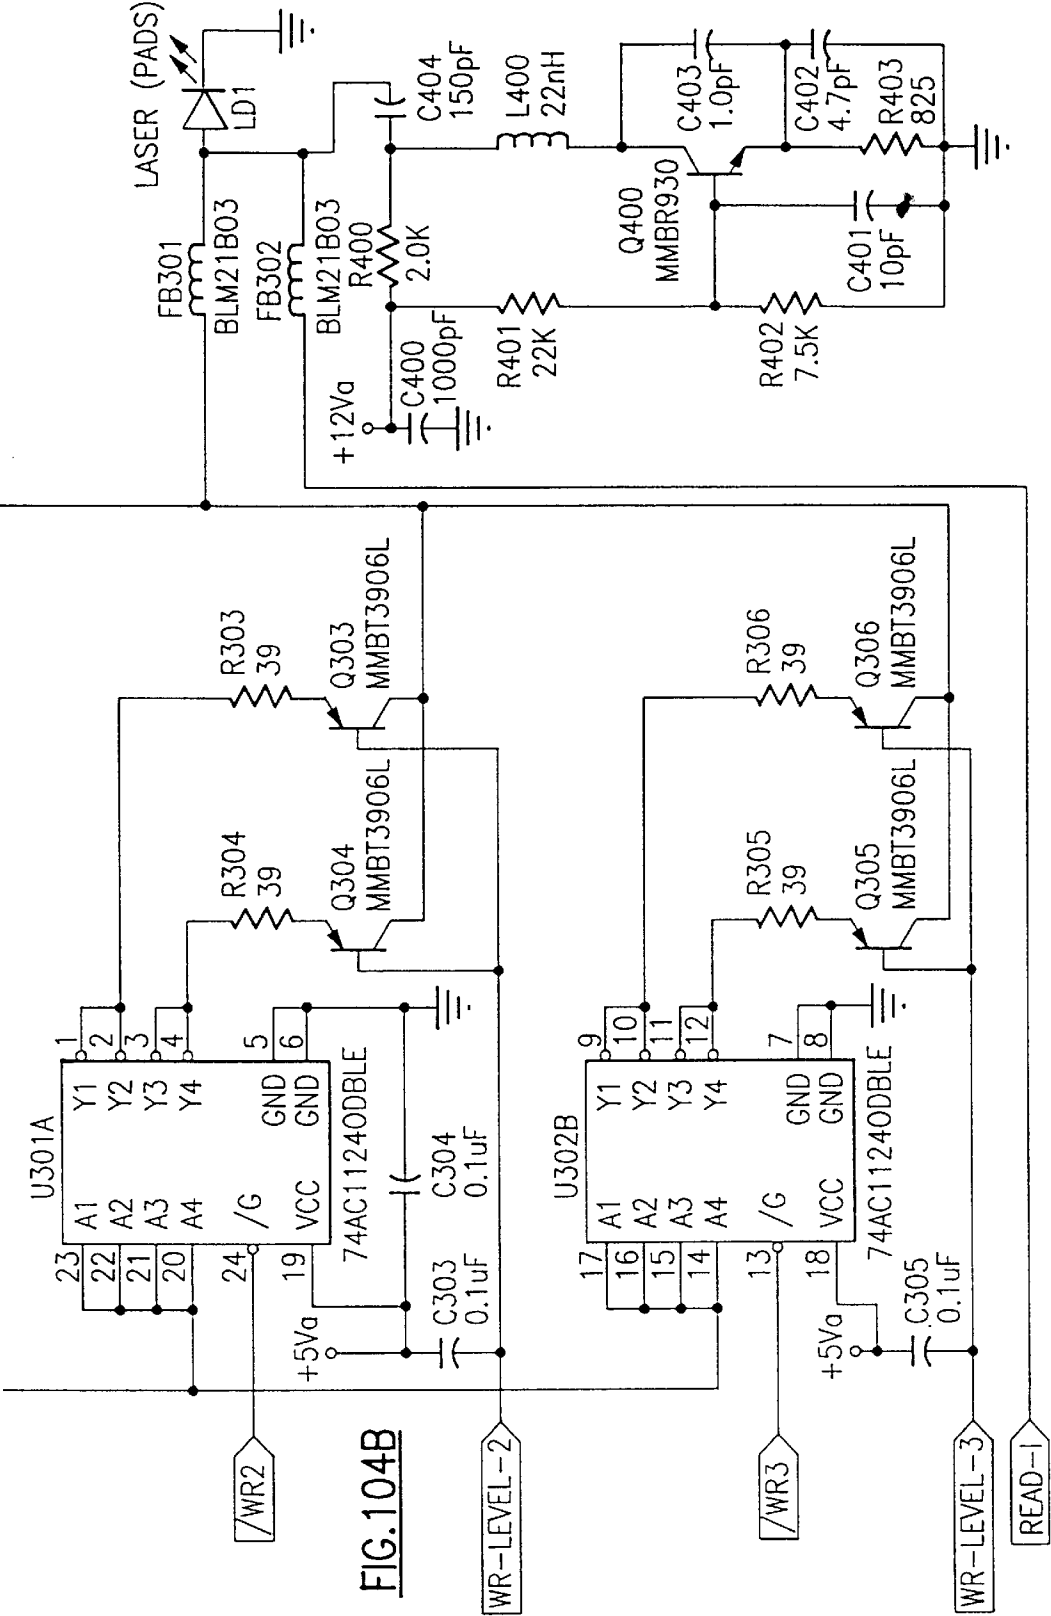 LASER (PADS)
LD1
FB301
BLM21B03
FB302
BLM21B03
C404
150pF
L400
22nH
R400
2.0K
C403
1.0pF
C402
4.7pF
R403
825
Q400
MMBR930
C401
10pF
+12Va
C400
1000pF
R401
22K
R402
7.5K
R303
39
Q303
MMBT3906L
R304
39
Q304
MMBT3906L
R306
39
Q306
MMBT3906L
R305
39
Q305
MMBT3906L
U301A
1
2
3
4
5
6
Y1
Y2
Y3
Y4
GND
GND
A1
A2
A3
A4
/G
VCC
23
22
21
20
24
19
74AC11240DBLE
C304
0.1uF
C303
0.1uF
+5Va
U302B
9
10
11
12
7
8
Y1
Y2
Y3
Y4
GND
GND
A1
A2
A3
A4
/G
VCC
17
16
15
14
13
18
74AC11240DBLE
C305
0.1uF
+5Va
/WR2
WR-LEVEL-2
/WR3
WR-LEVEL-3
READ-I
FIG.104B